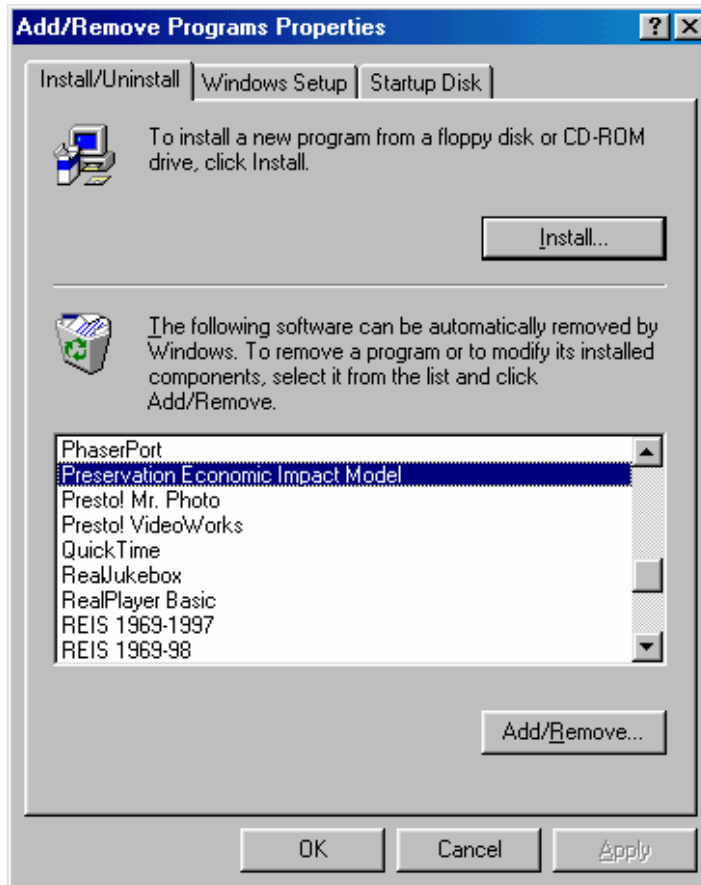 Add/Remove Programs Properties
Install/Uninstall
Windows Setup
Startup Disk
To install a new program from a floppy disk or CD-ROM
drive, click Install.
Install...
The following software can be automatically removed by
Windows. To remove a program or to modify its installed
components, select it from the list and click
Add/Remove.
PhaserPort
Preservation Economic Impact Model
Presto! Mr. Photo
Presto! VideoWorks
QuickTime
RealJukebox
RealPlayer Basic
REIS 1969-1997
REIS 1969-98
Add/Remove...
OK
Cancel
Apply